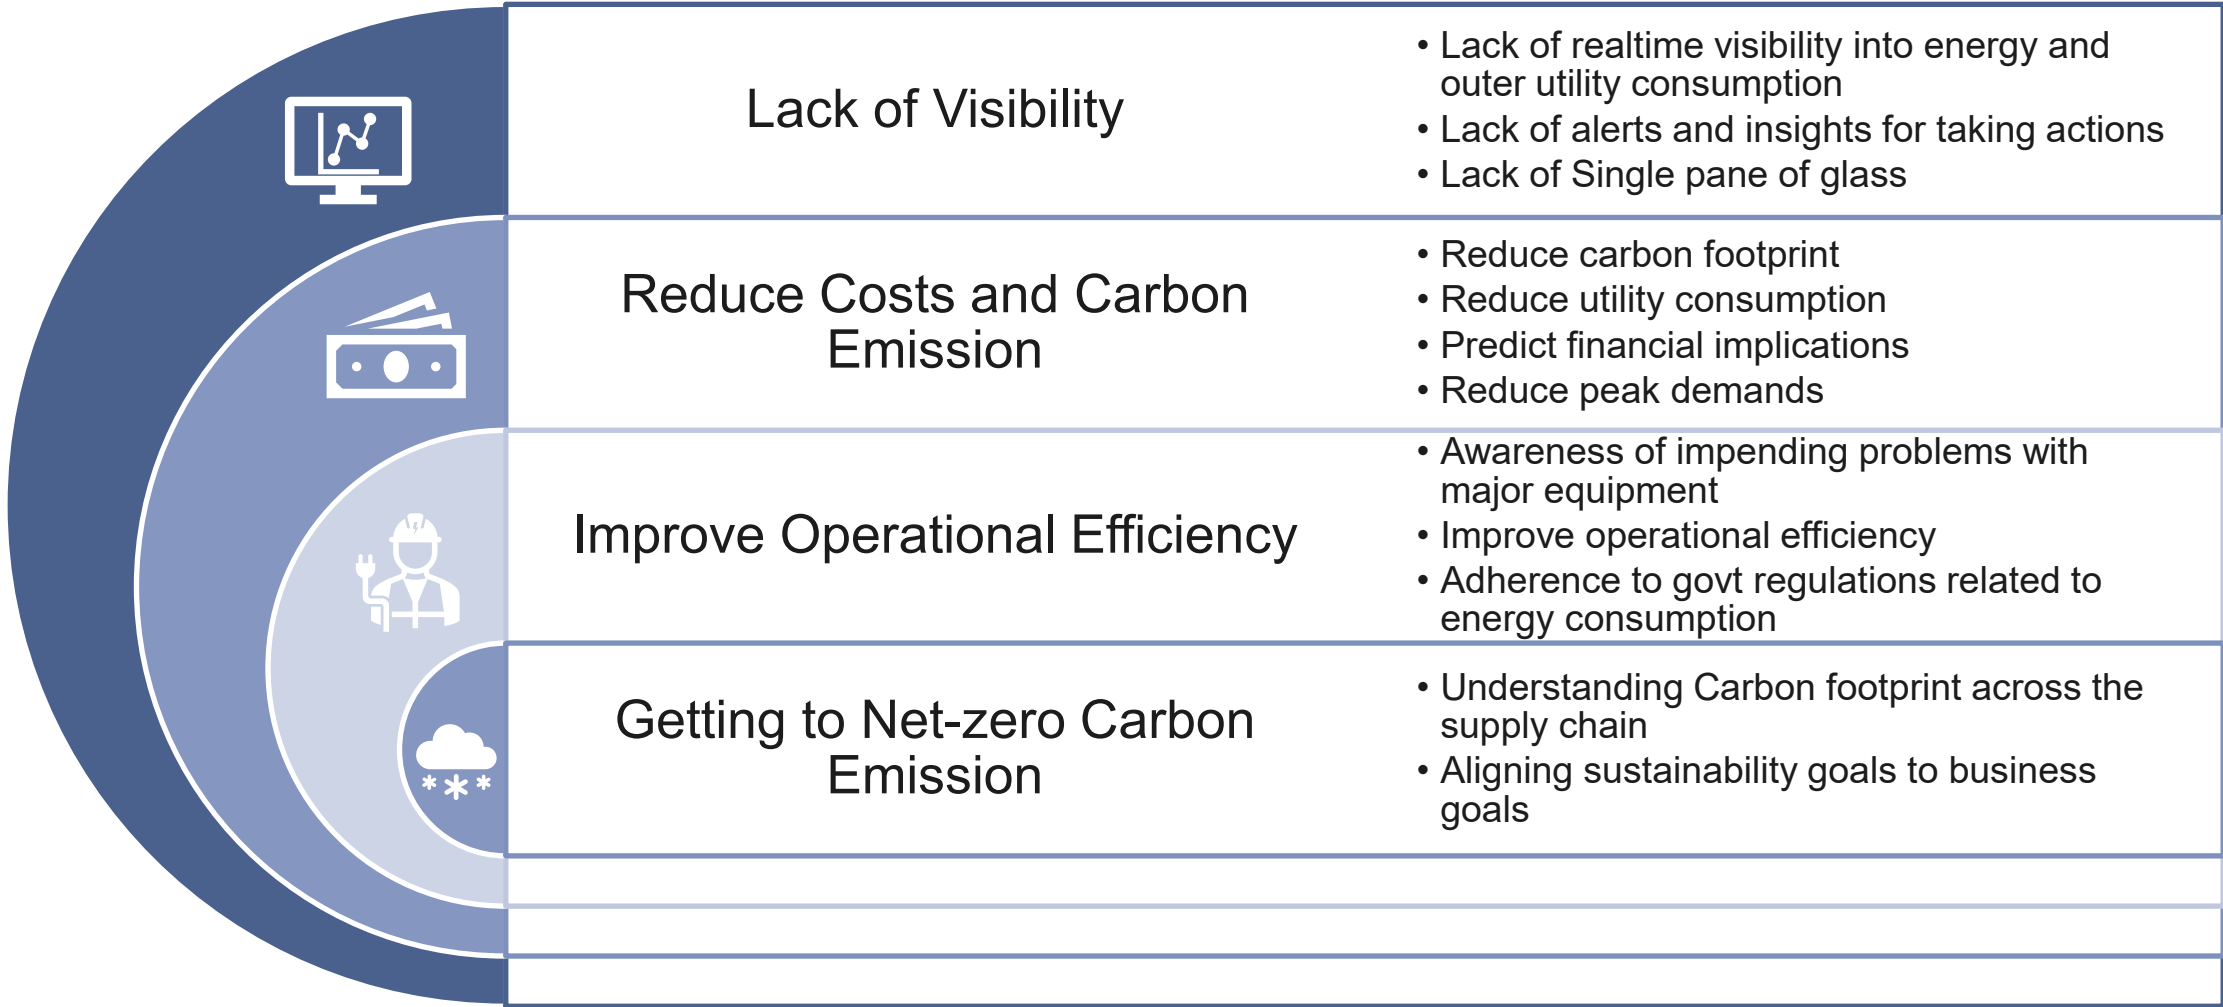 Lack of Visibility
• Lack of realtime visibility into energy and
outer utility consumption
• Lack of alerts and insights for taking actions
• Lack of Single pane of glass
Reduce Costs and Carbon
Emission
• Reduce carbon footprint
• Reduce utility consumption
• Predict financial implications
• Reduce peak demands
Improve Operational Efficiency
• Awareness of impending problems with
major equipment
• Improve operational efficiency
• Adherence to govt regulations related to
energy consumption
Getting to Net-zero Carbon
Emission
• Understanding Carbon footprint across the
supply chain
• Aligning sustainability goals to business
goals